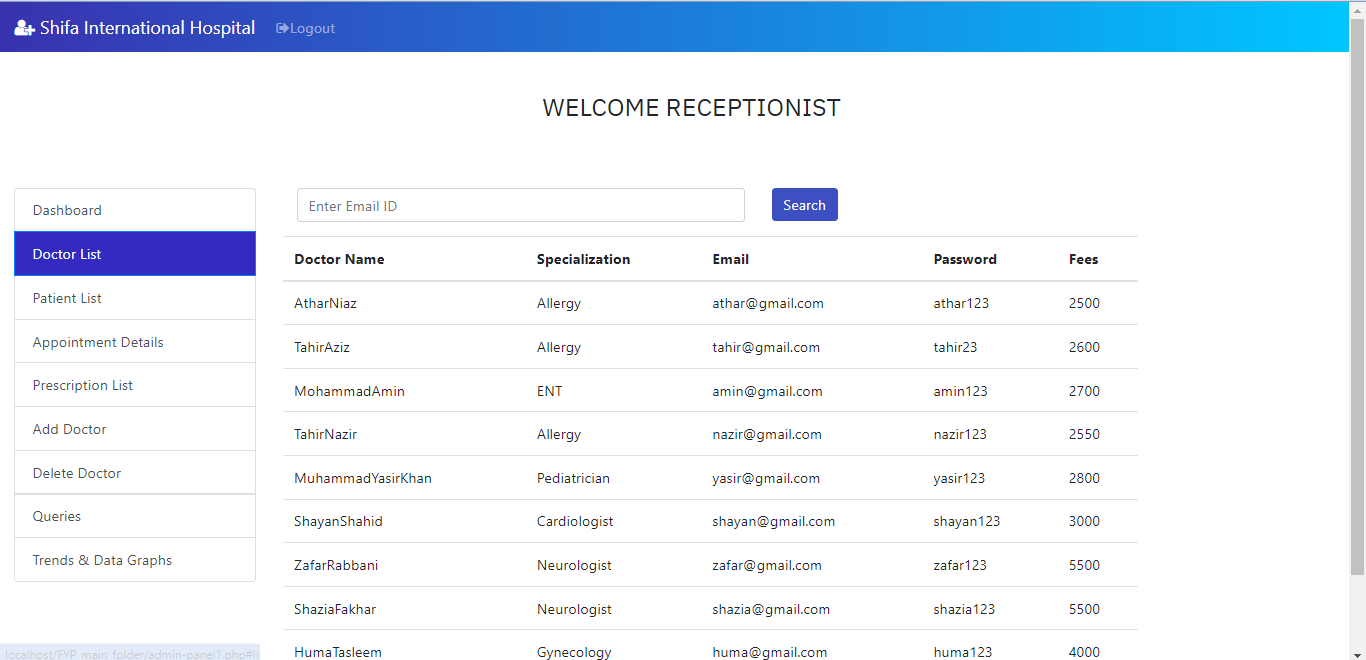 Shifa International Hospital Logout
WELCOME RECEPTIONIST
Dashboard
Doctor List
Patient List
Appointment Details
Prescription List
Add Doctor
Delete Doctor
Queries
Trends & Data Graphs
Enter Email ID Search
Doctor Name Specialization Email Password Fees
AtharNiaz Allergy athar@gmail.com athar123 2500
TahirAziz Allergy tahir@gmail.com tahir23 2600
MohammadAmin ENT amin@gmail.com amin123 2700
TahirNazir Allergy nazir@gmail.com nazir123 2550
MuhammadYasirKhan Pediatrician yasir@gmail.com yasir123 2800
ShayanShahid Cardiologist shayan@gmail.com shayan123 3000
ZafarRabbani Neurologist zafar@gmail.com zafar123 5500
ShaziaFakhar Neurologist shazia@gmail.com shazia123 5500
HumaTasleem Gynecology huma@gmail.com huma123 4000
localhost/FYP_main_folder/admin-panel1.php#li